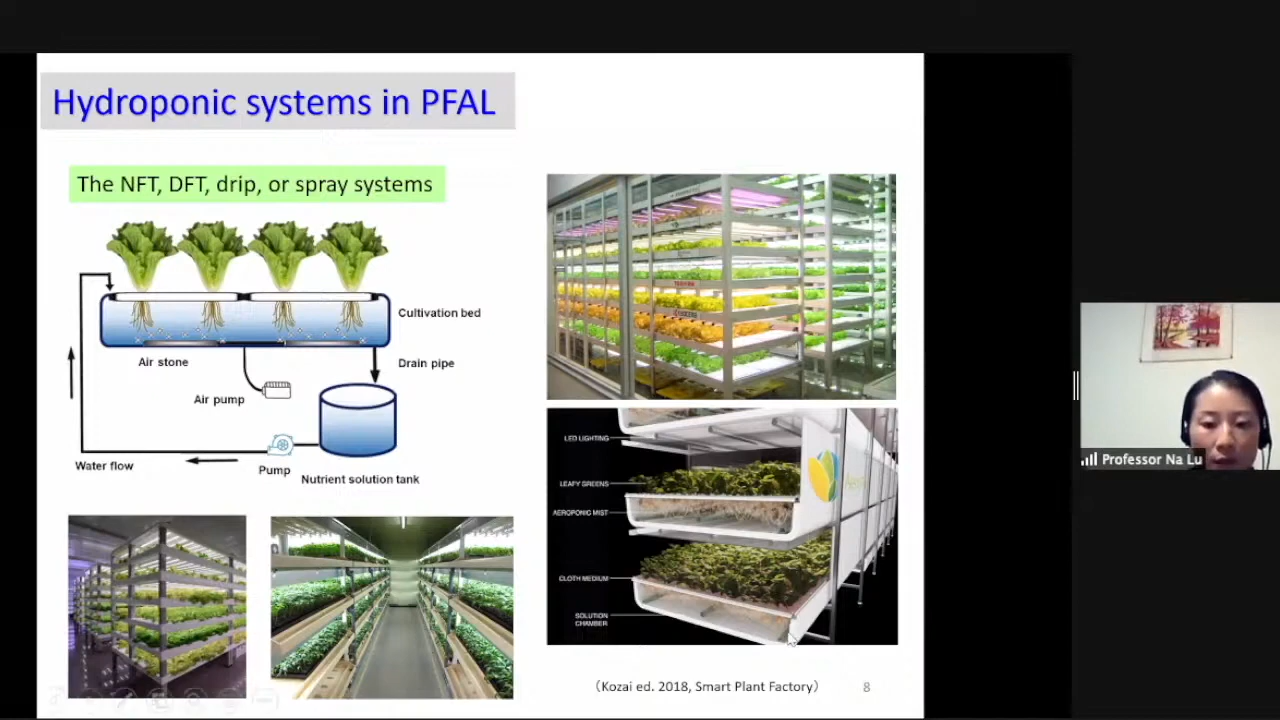 Hydroponic systems in PFAL
The NFT, DFT, drip, or spray systems
Cultivation bed
Air stone
Drain pipe
Air pump
Water flow
Pump
Nutrient solution tank
LED LIGHTING
LEAFY GREENS
AEROPONIC MIST
CLOTH MEDIUM
SOLUTION
CHAMBER
(Kozai ed. 2018, Smart Plant Factory)
8
Professor Na Lu